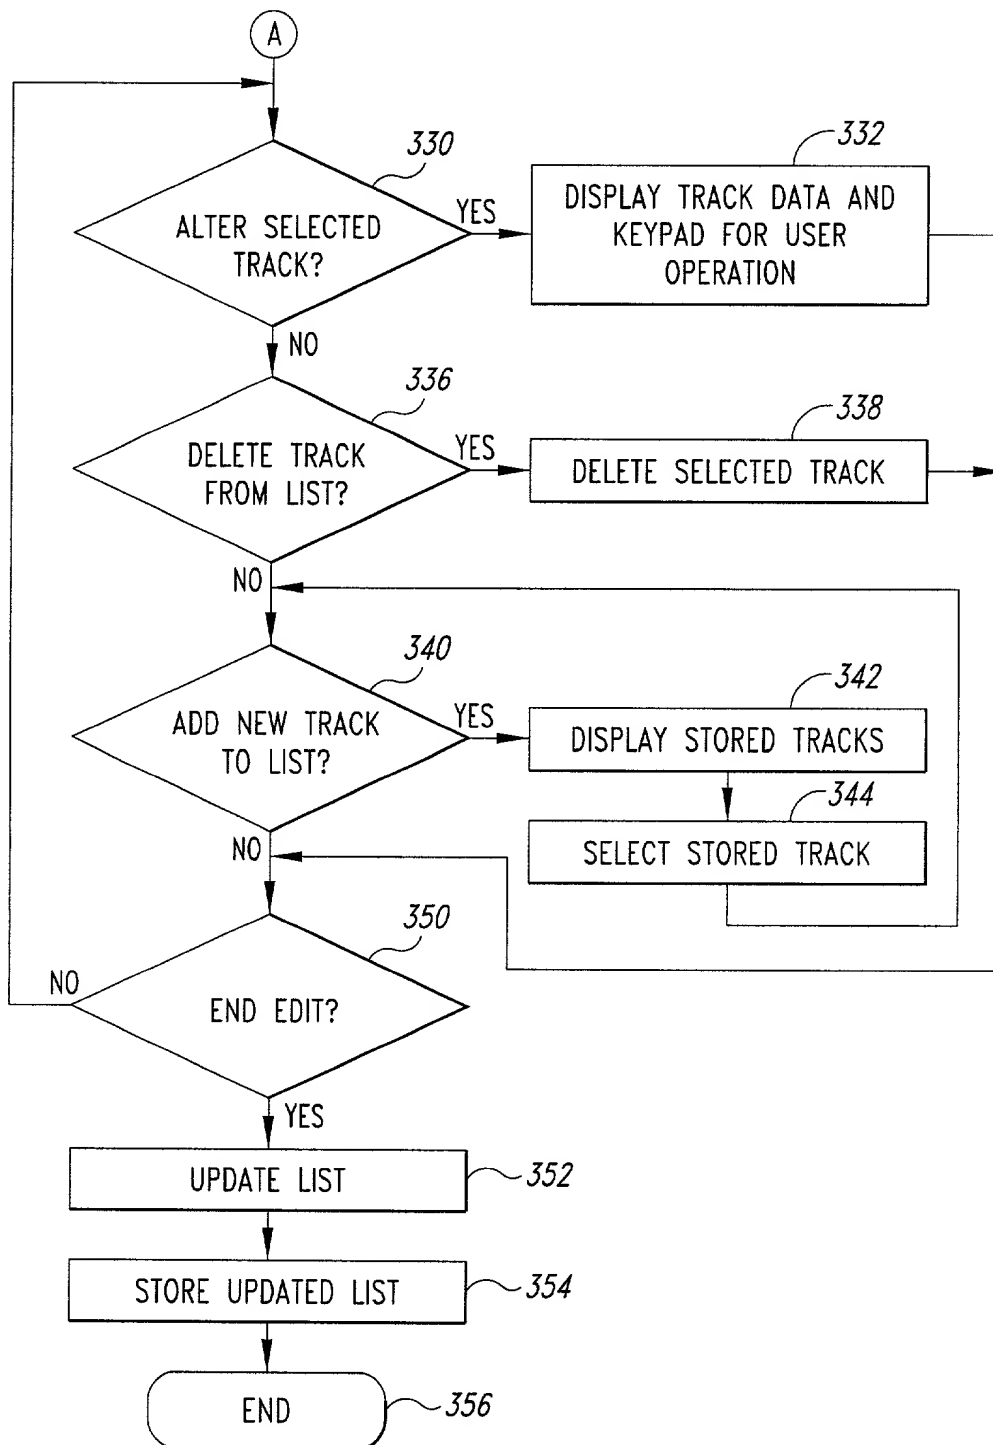 A
330
332
ALTER SELECTED
TRACK?
YES
DISPLAY TRACK DATA AND
KEYPAD FOR USER
OPERATION
NO
336
338
DELETE TRACK
FROM LIST?
YES
DELETE SELECTED TRACK
NO
340
342
ADD NEW TRACK
TO LIST?
YES
DISPLAY STORED TRACKS
344
SELECT STORED TRACK
NO
350
NO
END EDIT?
YES
UPDATE LIST
352
STORE UPDATED LIST
354
END
356